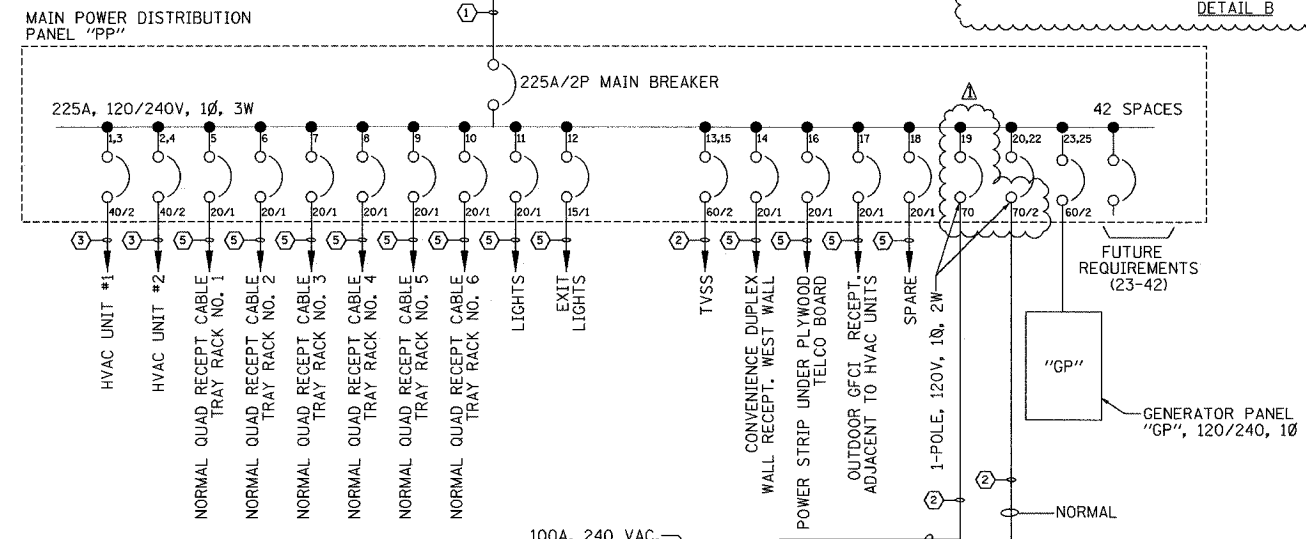 DETAIL B
MAIN POWER DISTRIBUTION
PANEL "PP"
1
225A/2P MAIN BREAKER
225A, 120/240V, 1Ø, 3W
1
42 SPACES
1,3
2,4
5
6
7
8
9
10
11
12
13,15
14
16
17
18
19
20,22
23,25
40/2
40/2
20/1
20/1
20/1
20/1
20/1
20/1
20/1
15/1
60/2
20/1
20/1
20/1
20/1
70
70/2
60/2
3
3
5
5
5
5
5
5
5
5
2
5
5
5
5
FUTURE
REQUIREMENTS
(23-42)
HVAC UNIT #1
HVAC UNIT #2
NORMAL QUAD RECEPT CABLE
TRAY RACK NO. 1
NORMAL QUAD RECEPT CABLE
TRAY RACK NO. 2
NORMAL QUAD RECEPT CABLE
TRAY RACK NO. 3
NORMAL QUAD RECEPT CABLE
TRAY RACK NO. 4
NORMAL QUAD RECEPT CABLE
TRAY RACK NO. 5
NORMAL QUAD RECEPT CABLE
TRAY RACK NO. 6
LIGHTS
EXIT
LIGHTS
TVSS
CONVENIENCE DUPLEX
WALL RECEPT. WEST WALL
POWER STRIP UNDER PLYWOOD
TELCO BOARD
OUTDOOR GFCI RECEPT.
ADJACENT TO HVAC UNITS
SPARE
1-POLE, 120V, 1Ø, 2W
"GP"
GENERATOR PANEL
"GP", 120/240, 1Ø
2
2
NORMAL
100A, 240 VAC,